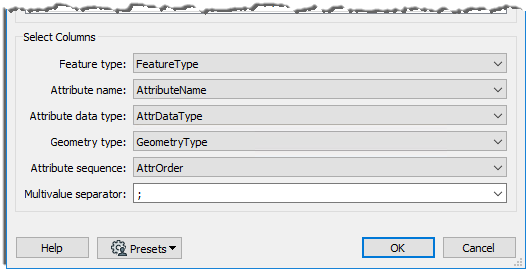 Select Columns
Feature type: FeatureType
Attribute name: AttributeName
Attribute data type: AttrDataType
Geometry type: GeometryType
Attribute sequence: AttrOrder
Multivalue separator: ;
Help Presets OK Cancel